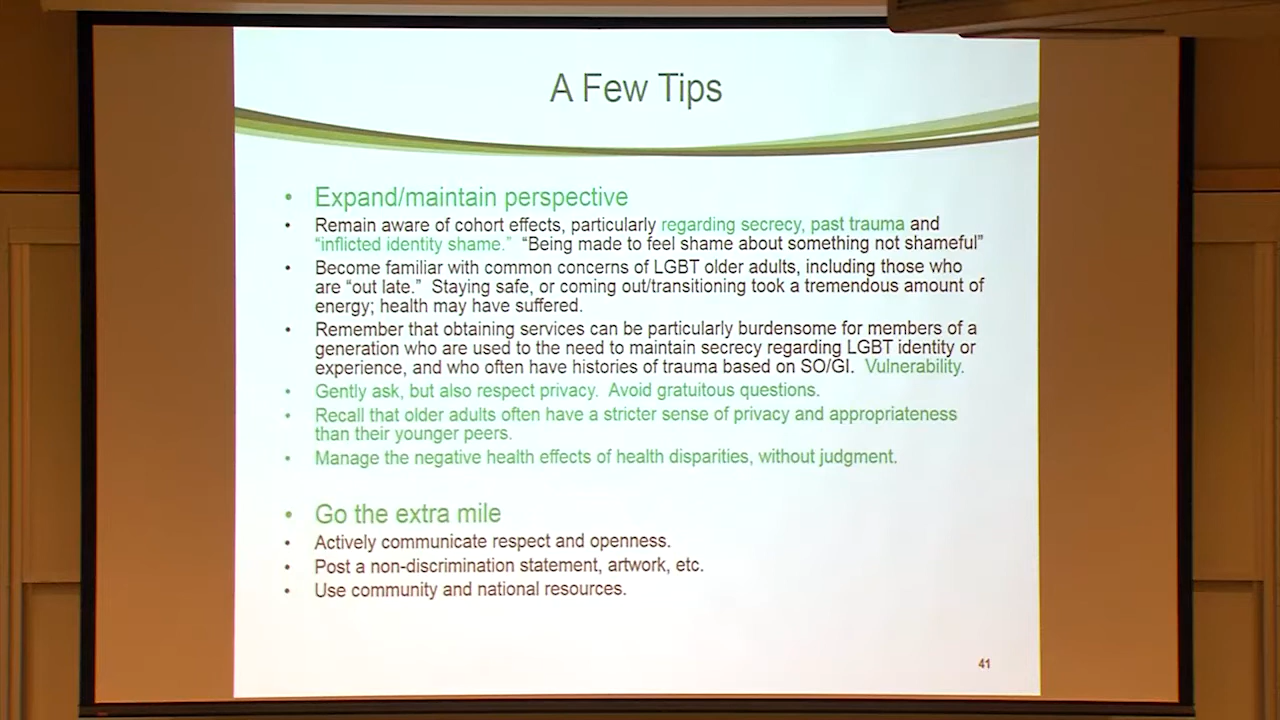 A Few Tips
• Expand/maintain perspective
• Remain aware of cohort effects, particularly regarding secrecy, past trauma and
“inflicted identity shame.” “Being made to feel shame about something not shameful”
• Become familiar with common concerns of LGBT older adults, including those who
are “out late.” Staying safe, or coming out/transitioning took a tremendous amount of
energy; health may have suffered.
• Remember that obtaining services can be particularly burdensome for members of a
generation who are used to the need to maintain secrecy regarding LGBT identity or
experience, and who often have histories of trauma based on SO/GI. Vulnerability.
• Gently ask, but also respect privacy. Avoid gratuitous questions.
• Recall that older adults often have a stricter sense of privacy and appropriateness
than their younger peers.
• Manage the negative health effects of health disparities, without judgment.
• Go the extra mile
• Actively communicate respect and openness.
• Post a non-discrimination statement, artwork, etc.
• Use community and national resources.
41